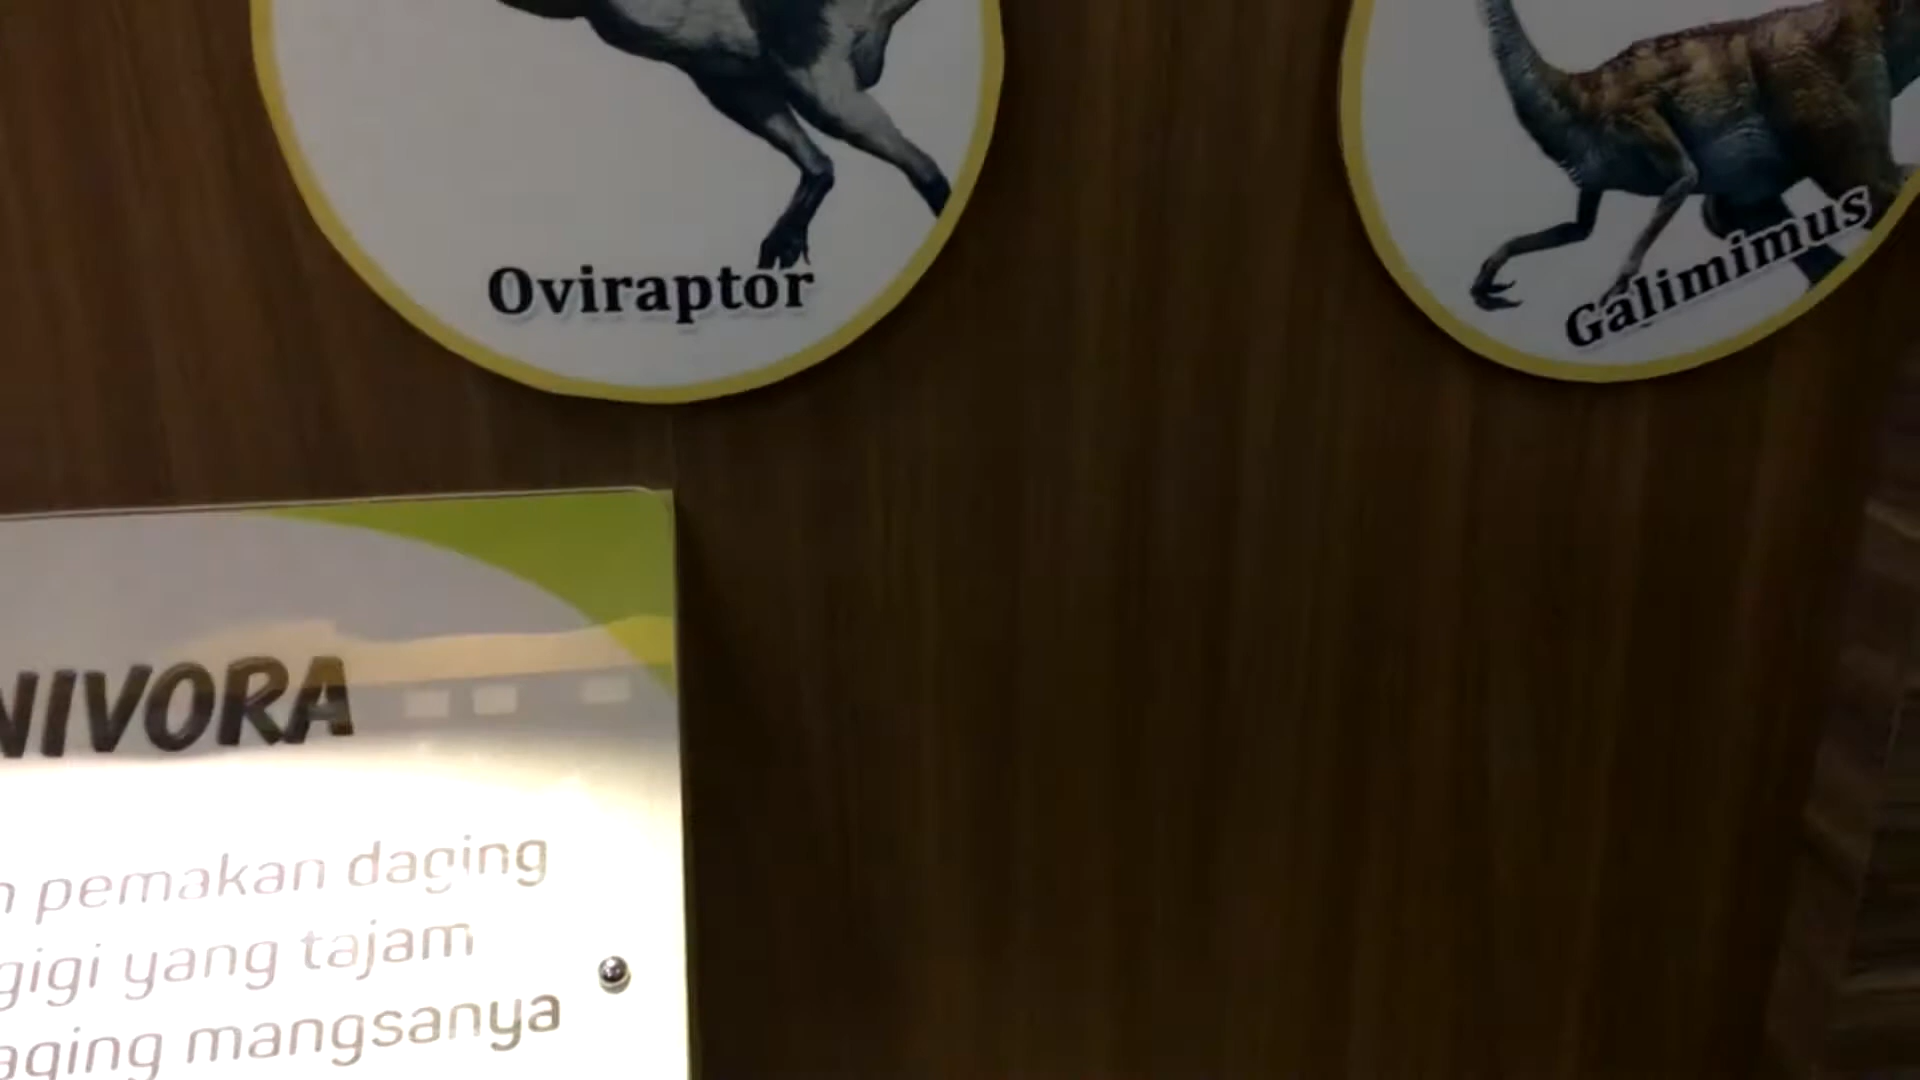 Oviraptor
Galimimus
NIVORA
pemakan daging
gigi yang tajam
aging mangsanya